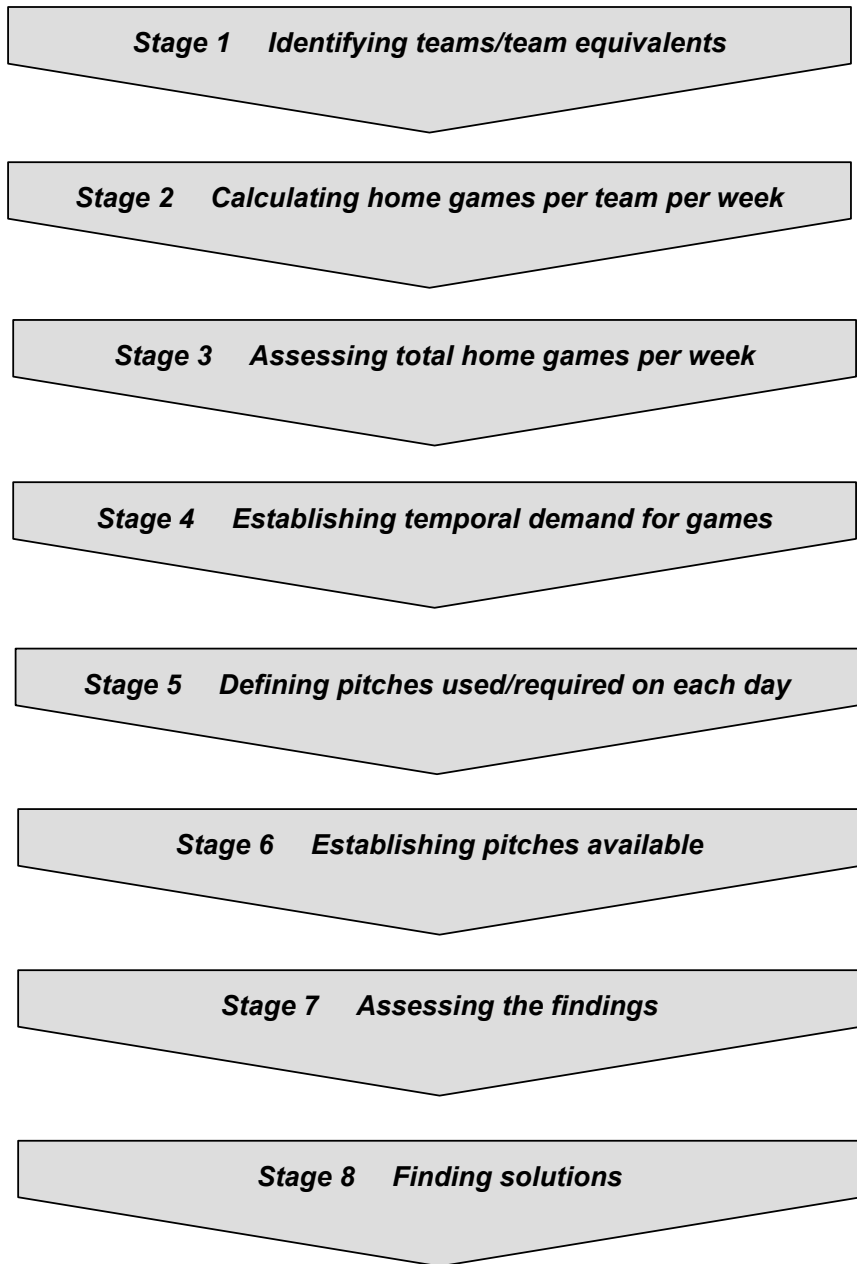 Stage 1 Identifying teams/team equivalents
Stage 2 Calculating home games per team per week
Stage 3 Assessing total home games per week
Stage 4 Establishing temporal demand for games
Stage 5 Defining pitches used/required on each day
Stage 6 Establishing pitches available
Stage 7 Assessing the findings
Stage 8 Finding solutions